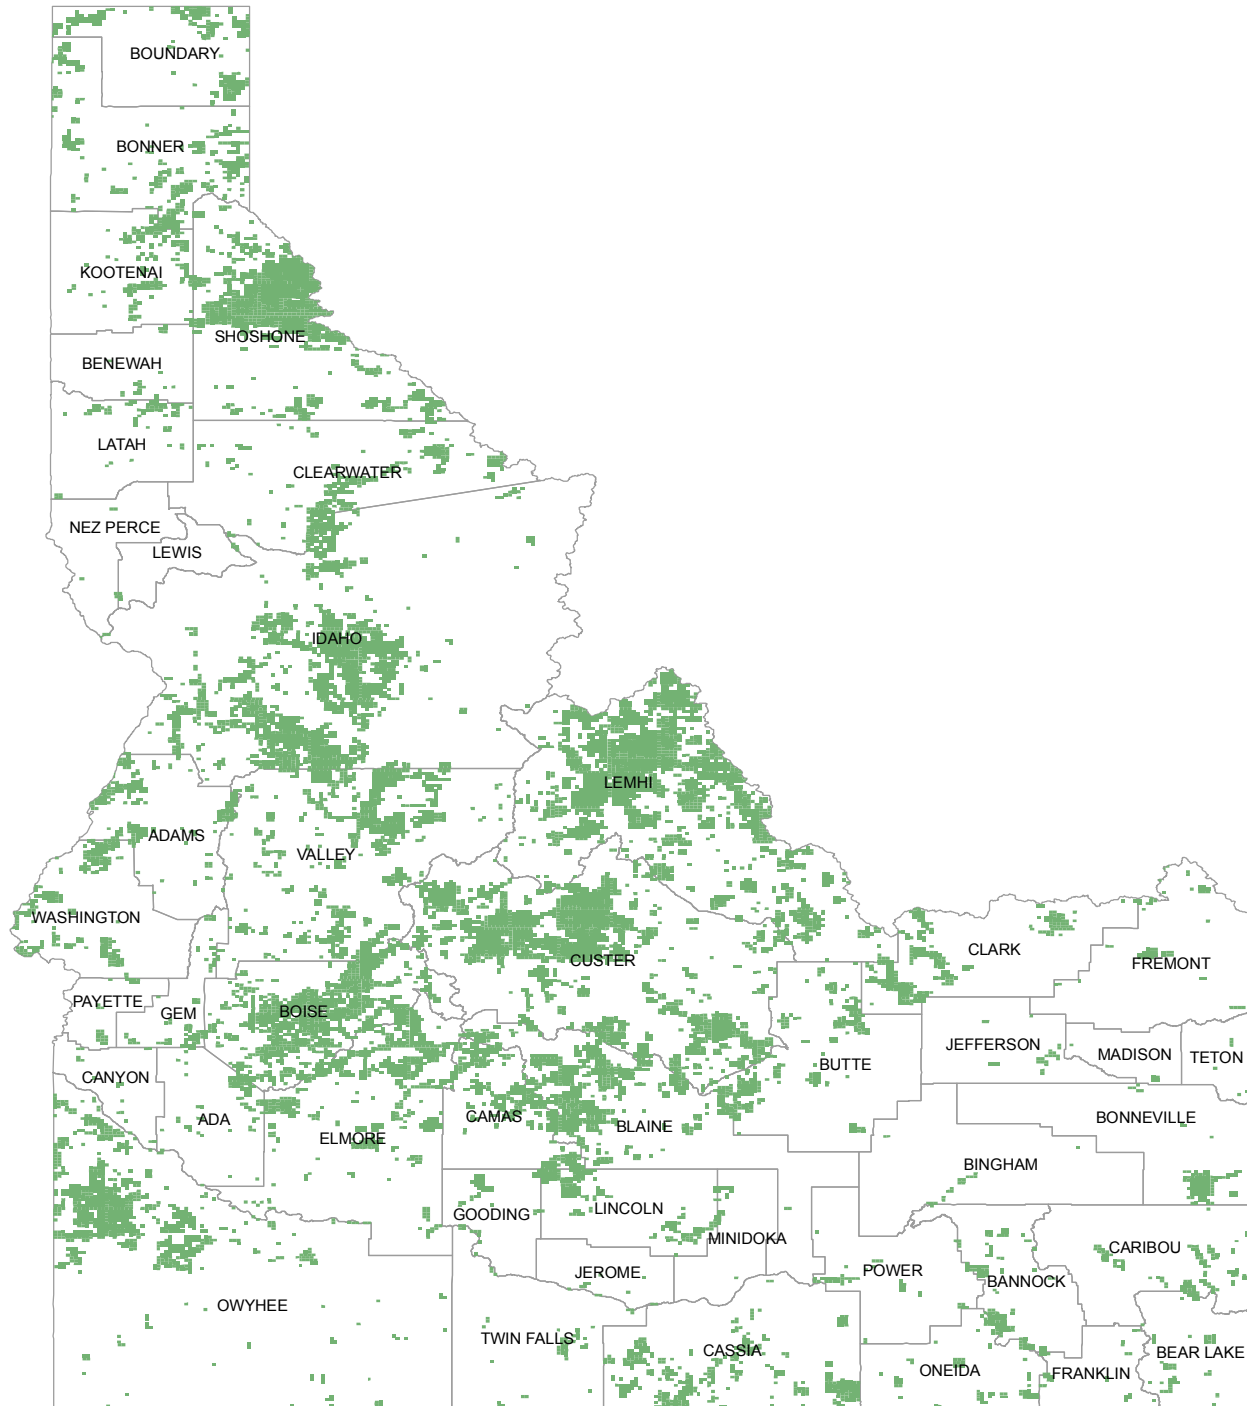 BOUNDARY
BONNER
KOOTENAI
SHOSHONE
BENEWAH
LATAH
CLEARWATER
NEZ PERCE
LEWIS
IDAHO
LEMHI
ADAMS
VALLEY
WASHINGTON
CUSTER
CLARK
FREMONT
PAYETTE
GEM
BOISE
JEFFERSON
MADISON
TETON
BUTTE
CANYON
ADA
CAMAS
BLAINE
BONNEVILLE
ELMORE
BINGHAM
GOODING
LINCOLN
MINIDOKA
CARIBOU
JEROME
POWER
BANNOCK
OWYHEE
TWIN FALLS
CASSIA
BEAR LAKE
ONEIDA
FRANKLIN